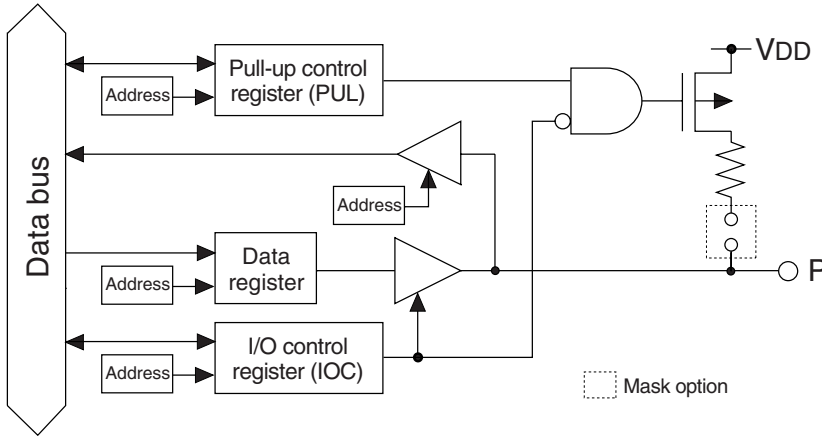 VDD
Pull-up control
register (PUL)
Address
Address
Data bus
Data
register
Address
P
I/O control
register (IOC)
Address
Mask option